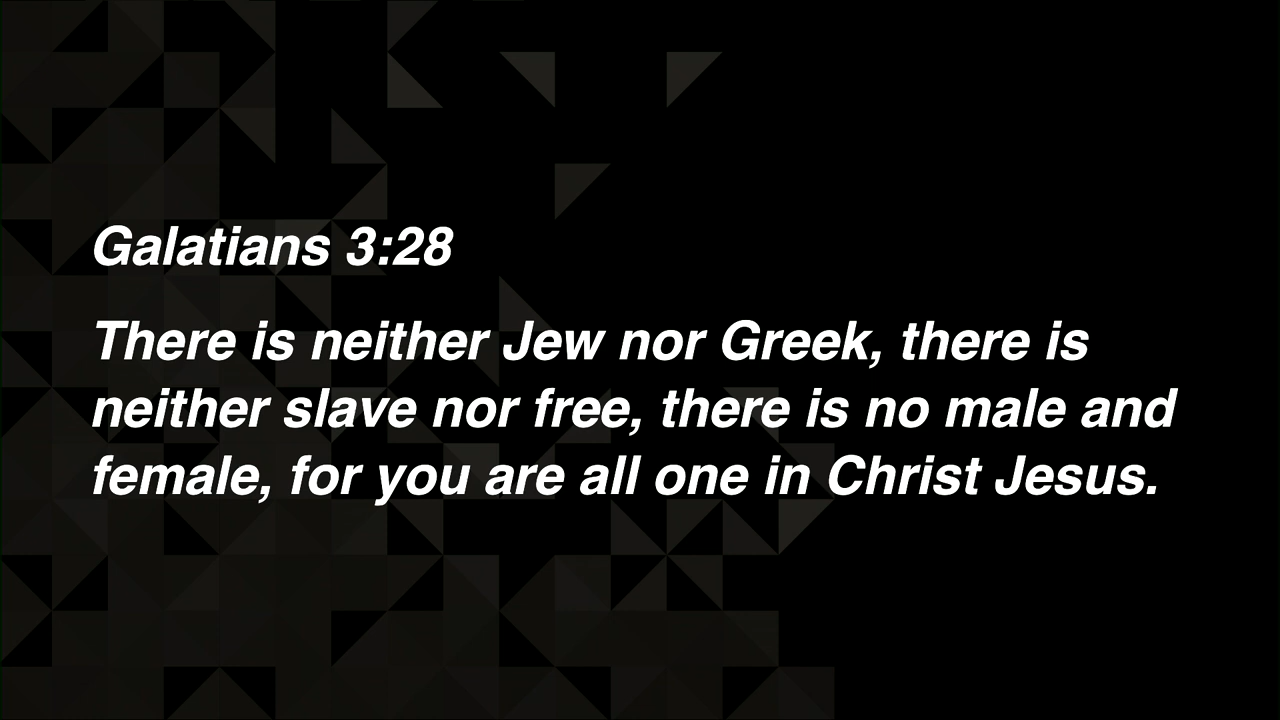 Galatians 3:28
There is neither Jew nor Greek, there is
neither slave nor free, there is no male and
female, for you are all one in Christ Jesus.